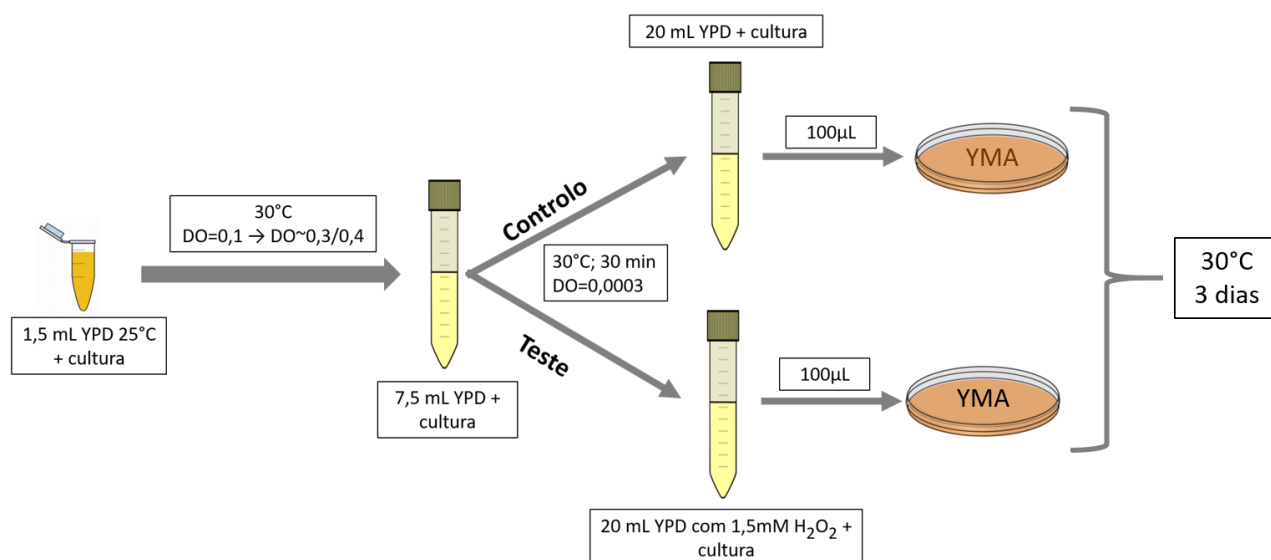 1,5 mL YPD 25°C
+ cultura
30°C
DO=0,1 → DO~0,3/0,4
7,5 mL YPD +
cultura
Controlo
30°C; 30 min
DO=0,0003
Teste
20 mL YPD + cultura
100µL
YMA
20 mL YPD com 1,5mM H₂O₂ +
cultura
100µL
YMA
30°C
3 dias